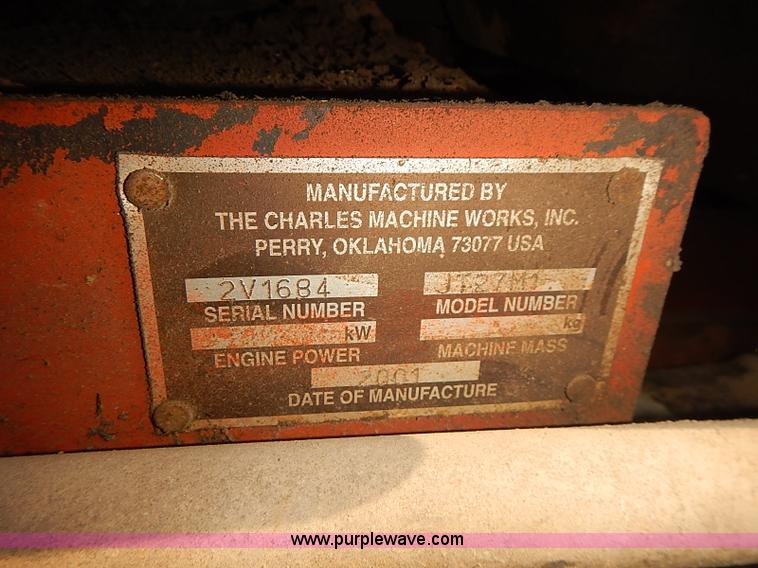 MANUFACTURED BY
THE CHARLES MACHINE WORKS, INC.
PERRY, OKLAHOMA 73077 USA
2V1684 JT27M1
SERIAL NUMBER MODEL NUMBER
kW kg
ENGINE POWER MACHINE MASS
2001
DATE OF MANUFACTURE
www.purplewave.com